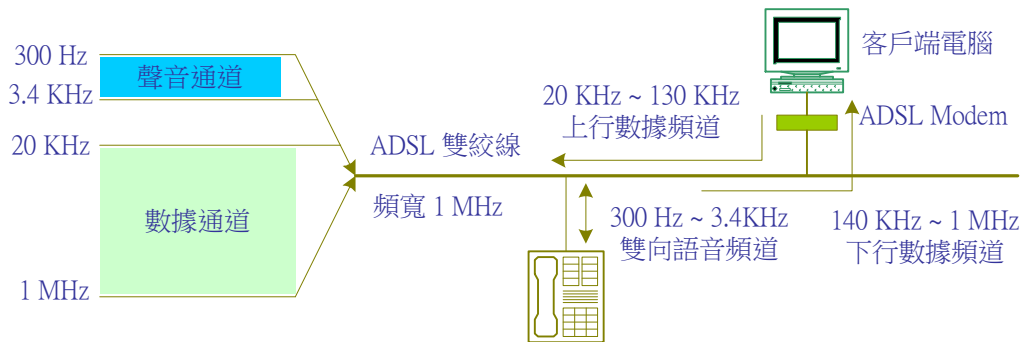 300 Hz
聲音通道
3.4 KHz
20 KHz
數據通道
1 MHz
ADSL 雙絞線
頻寬 1 MHz
20 KHz ~ 130 KHz
上行數據頻道
客戶端電腦
ADSL Modem
300 Hz ~ 3.4KHz
雙向語音頻道
140 KHz ~ 1 MHz
下行數據頻道